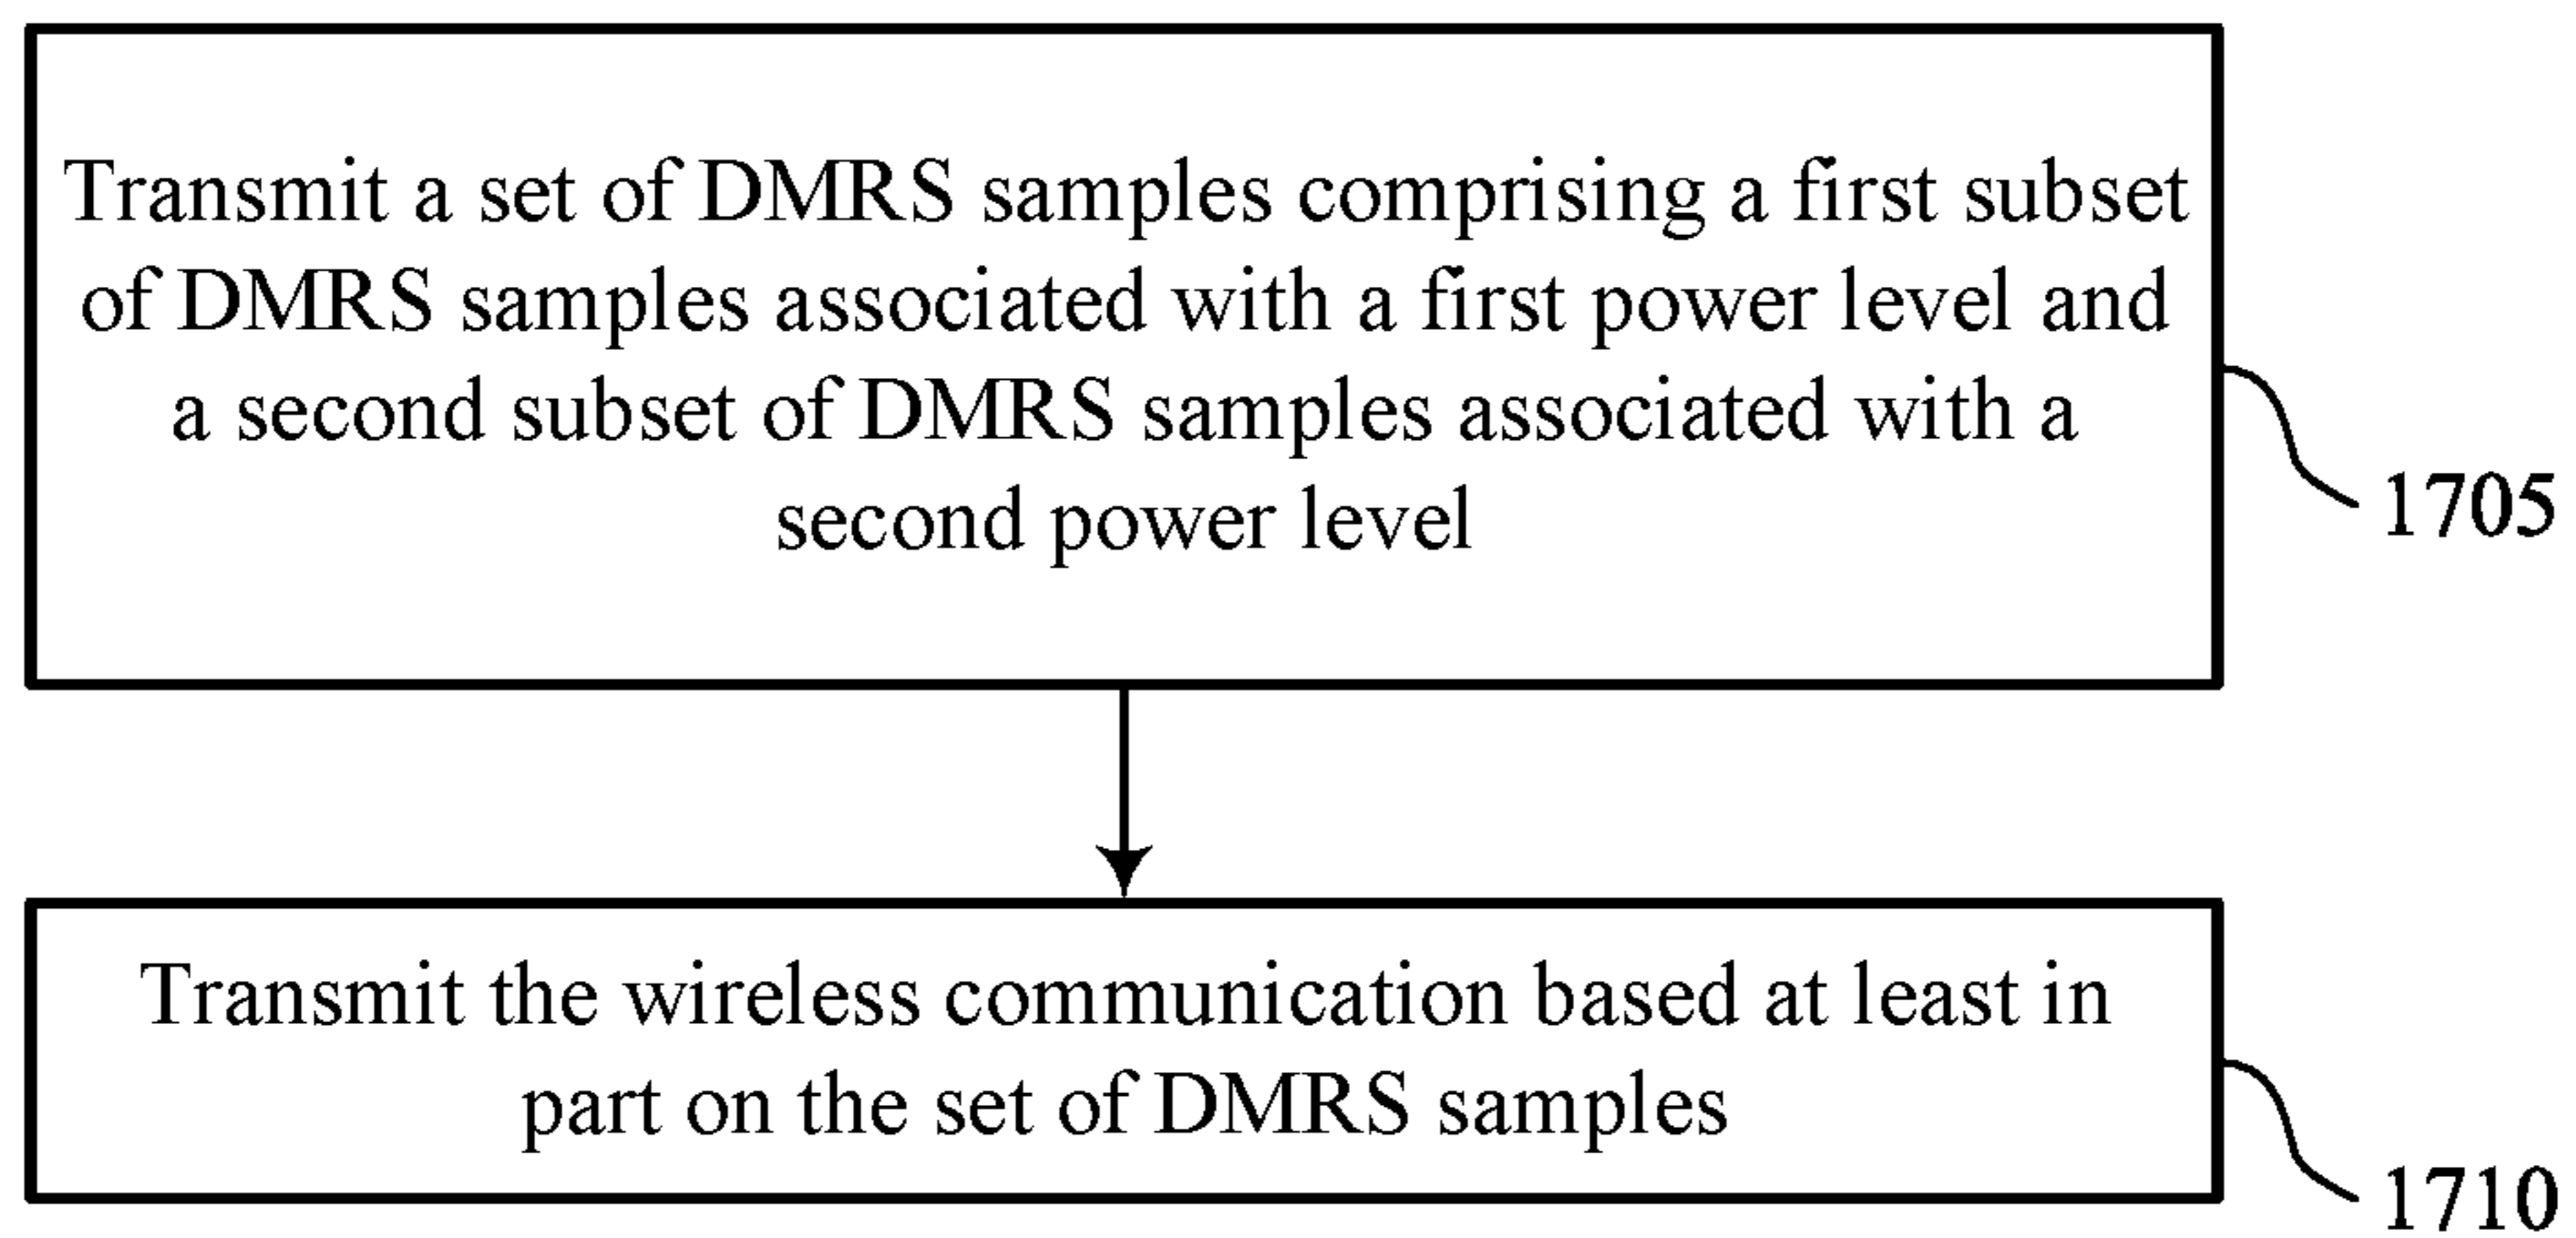 Transmit a set of DMRS samples comprising a first subset
of DMRS samples associated with a first power level and
a second subset of DMRS samples associated with a
second power level
1705
Transmit the wireless communication based at least in
part on the set of DMRS samples
1710